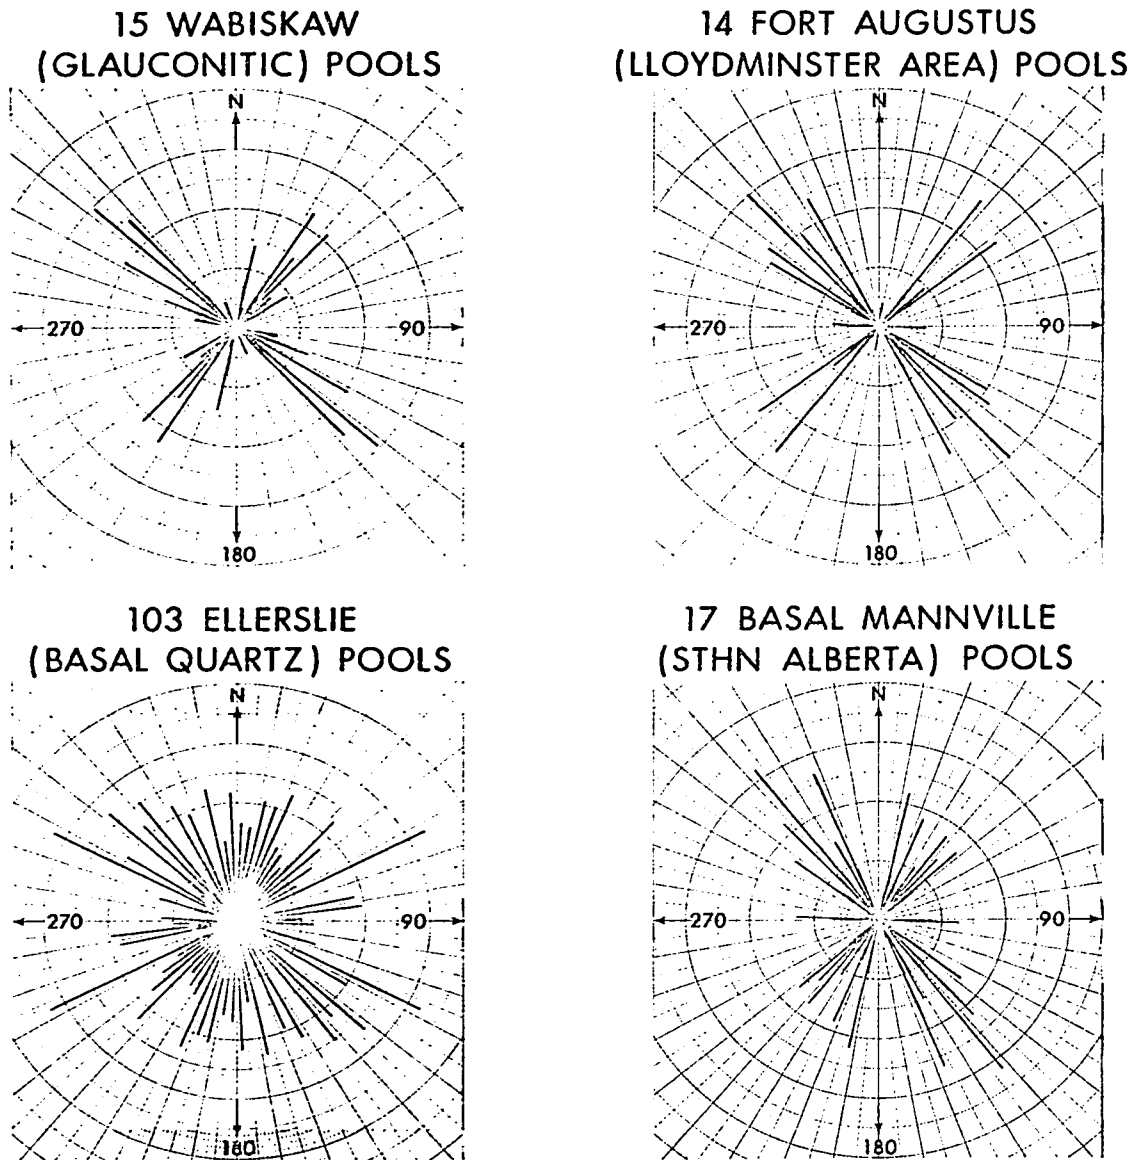 15 WABISKAW
(GLAUCONITIC) POOLS
N
270
90
180
14 FORT AUGUSTUS
(LLOYDMINSTER AREA) POOLS
N
270
90
180
103 ELLERSLIE
(BASAL QUARTZ) POOLS
N
270
90
180
17 BASAL MANNVILLE
(STHN ALBERTA) POOLS
N
270
90
180